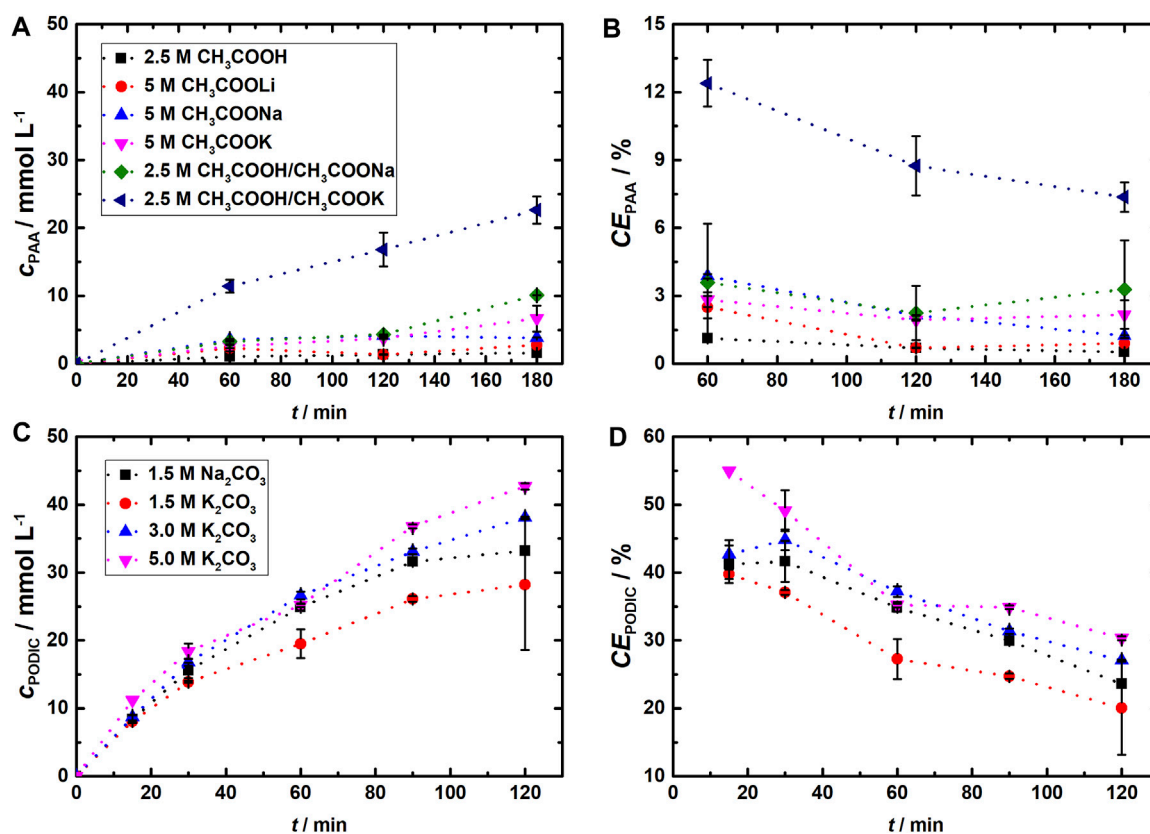 A
50
40
30
20
10
0
c_PAA / mmol L⁻¹
2.5 M CH₃COOH
5 M CH₃COOLi
5 M CH₃COONa
5 M CH₃COOK
2.5 M CH₃COOH/CH₃COONa
2.5 M CH₃COOH/CH₃COOK
0 20 40 60 80 100 120 140 160 180
t / min
B
15
12
9
6
3
0
CE_PAA / %
60 80 100 120 140 160 180
t / min
C
50
40
30
20
10
0
c_PODIC / mmol L⁻¹
1.5 M Na₂CO₃
1.5 M K₂CO₃
3.0 M K₂CO₃
5.0 M K₂CO₃
0 20 40 60 80 100 120
t / min
D
60
50
40
30
20
10
CE_PODIC / %
0 20 40 60 80 100 120
t / min